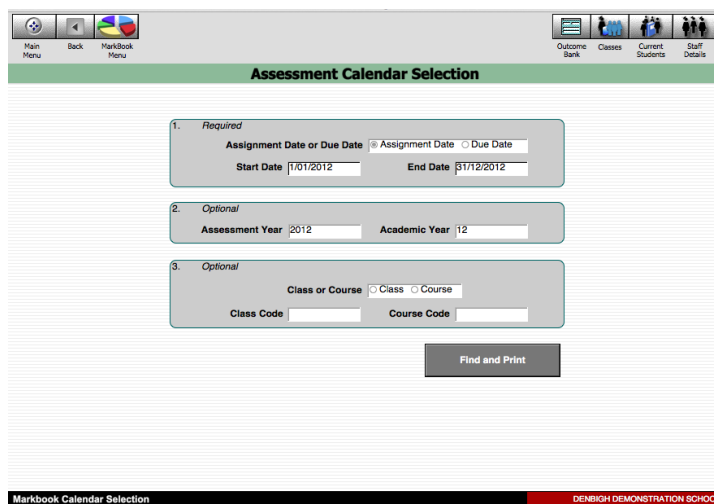 Main Menu
Back
MarkBook Menu
Outcome Bank
Classes
Current Students
Staff Details
Assessment Calendar Selection
1. Required
Assignment Date or Due Date Assignment Date Due Date
Start Date 1/01/2012 End Date 31/12/2012
2. Optional
Assessment Year 2012 Academic Year 12
3. Optional
Class or Course Class Course
Class Code Course Code
Find and Print
Markbook Calendar Selection DENBIGH DEMONSTRATION SCHOO